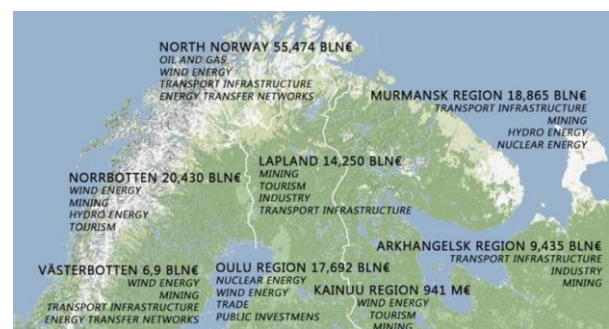 NORTH NORWAY 55,474 BLN€
OIL AND GAS
WIND ENERGY
TRANSPORT INFRASTRUCTURE
ENERGY TRANSFER NETWORKS
MURMANSK REGION 18,865 BLN€
TRANSPORT INFRASTRUCTURE
MINING
HYDRO ENERGY
NUCLEAR ENERGY
NORRBOTTEN 20,430 BLN€
WIND ENERGY
MINING
HYDRO ENERGY
TOURISM
LAPLAND 14,250 BLN€
MINING
TOURISM
INDUSTRY
TRANSPORT INFRASTRUCTURE
ARKHANGELSK REGION 9,435 BLN€
TRANSPORT INFRASTRUCTURE
INDUSTRY
MINING
VÄSTERBOTTEN 6,9 BLN€
WIND ENERGY
MINING
TRANSPORT INFRASTRUCTURE
ENERGY TRANSFER NETWORKS
OULU REGION 17,692 BLN€
NUCLEAR ENERGY
WIND ENERGY
TRADE
PUBLIC INVESTMENS
KAINUU REGION 941 M€
WIND ENERGY
TOURISM
MINING